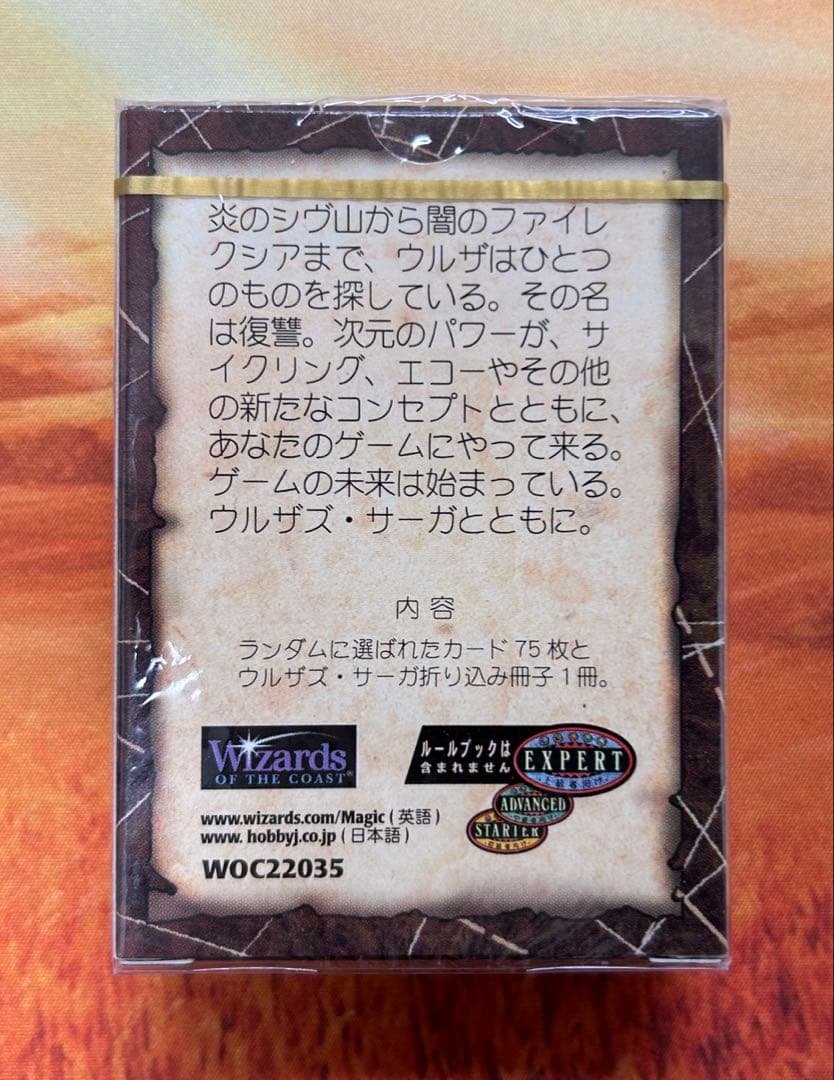 炎のシヴ山から闇のファイレ
クシアまで、ウルザはひとつ
のものを探している。その名
は復讐。次元のパワーが、サ
イクリング、エコーやその他
の新たなコンセプトとともに、
あなたのゲームにやって来る。
ゲームの未来は始まっている。
ウルザズ・サーガとともに。
内容
ランダムに選ばれたカード75枚と
ウルザズ・サーガ折り込み冊子1冊。
Wizards
OF THE COAST®
ルールブックは
含まれません
EXPERT
ADVANCED
STARTER
www.wizards.com/Magic (英語)
www. hobbyj.co.jp (日本語)
WOC22035